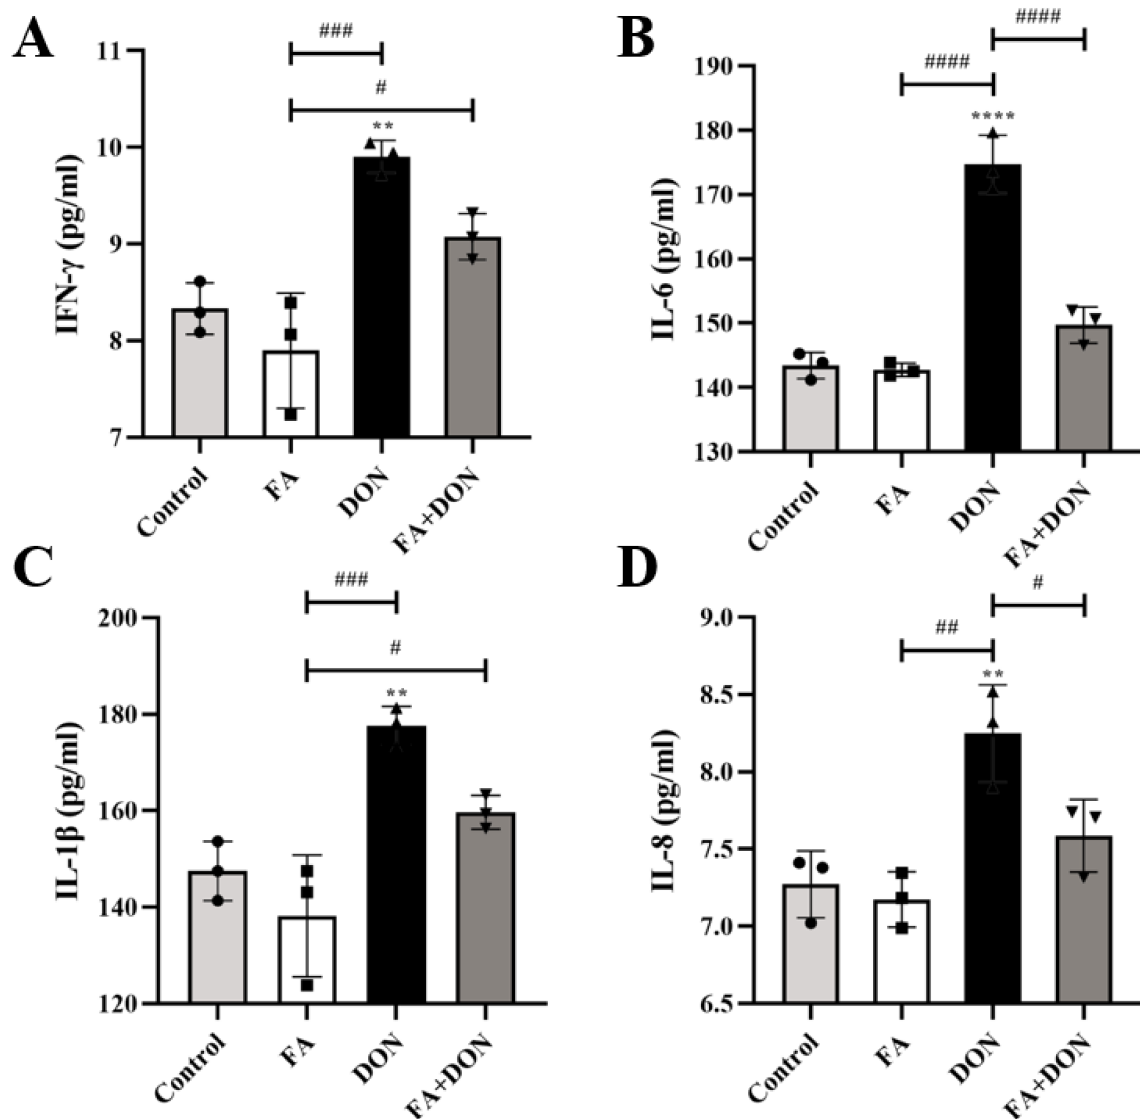 A
###
#
**
IFN-γ (pg/ml)
11
10
9
8
7
Control
FA
DON
FA+DON
B
####
####
****
IL-6 (pg/ml)
190
180
170
160
150
140
130
Control
FA
DON
FA+DON
C
###
#
**
IL-1β (pg/ml)
200
180
160
140
120
Control
FA
DON
FA+DON
D
#
##
**
IL-8 (pg/ml)
9.0
8.5
8.0
7.5
7.0
6.5
Control
FA
DON
FA+DON